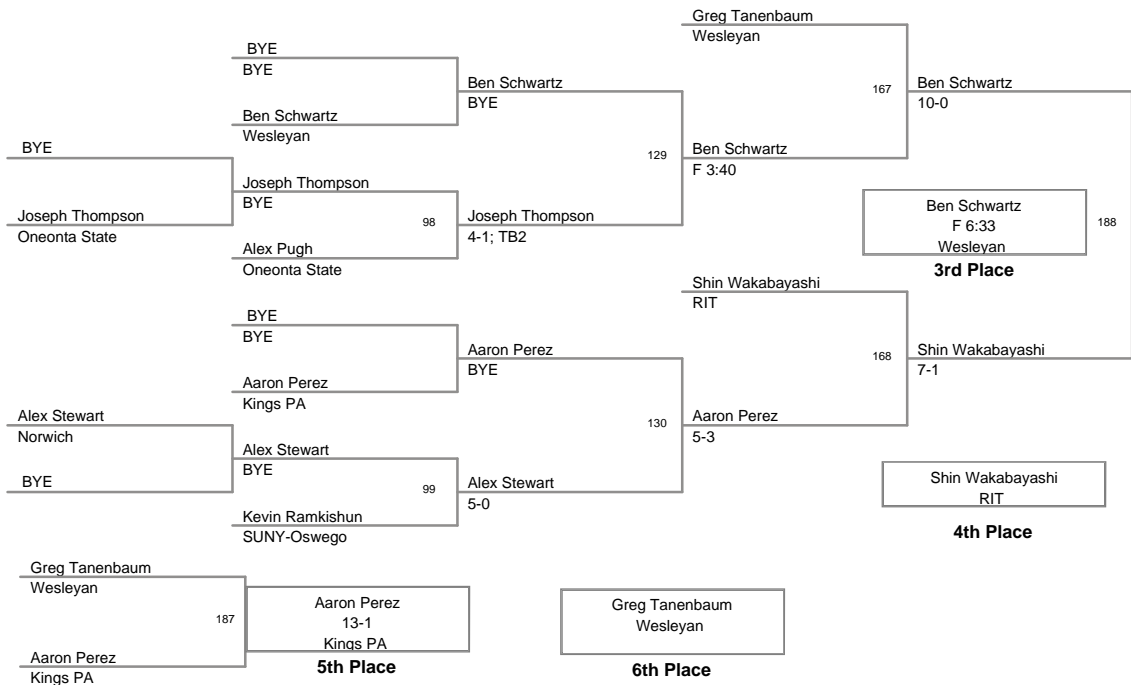 Greg Tanenbaum
Wesleyan
BYE
BYE
Ben Schwartz
BYE
167
Ben Schwartz
10-0
Ben Schwartz
Wesleyan
BYE
129
Ben Schwartz
F 3:40
Joseph Thompson
BYE
Joseph Thompson
Oneonta State
98
Joseph Thompson
4-1; TB2
Ben Schwartz
F 6:33
Wesleyan
188
3rd Place
Alex Pugh
Oneonta State
Shin Wakabayashi
RIT
BYE
BYE
Aaron Perez
BYE
168
Shin Wakabayashi
7-1
Aaron Perez
Kings PA
Alex Stewart
Norwich
130
Aaron Perez
5-3
Alex Stewart
BYE
BYE
99
Alex Stewart
5-0
Shin Wakabayashi
RIT
4th Place
Kevin Ramkishun
SUNY-Oswego
Greg Tanenbaum
Wesleyan
187
Aaron Perez
13-1
Kings PA
5th Place
Greg Tanenbaum
Wesleyan
6th Place
Aaron Perez
Kings PA